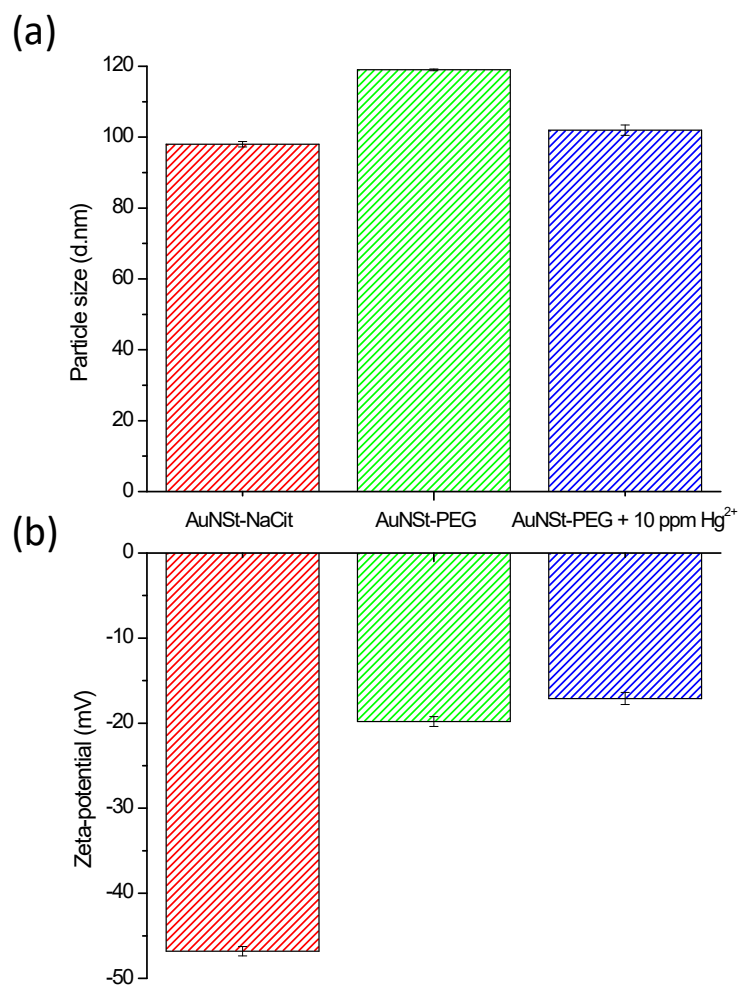 (a)
Particle size (d.nm)
120
100
80
60
40
20
0
AuNSt-NaCit AuNSt-PEG AuNSt-PEG + 10 ppm Hg²⁺
(b)
Zeta-potential (mV)
0
-10
-20
-30
-40
-50